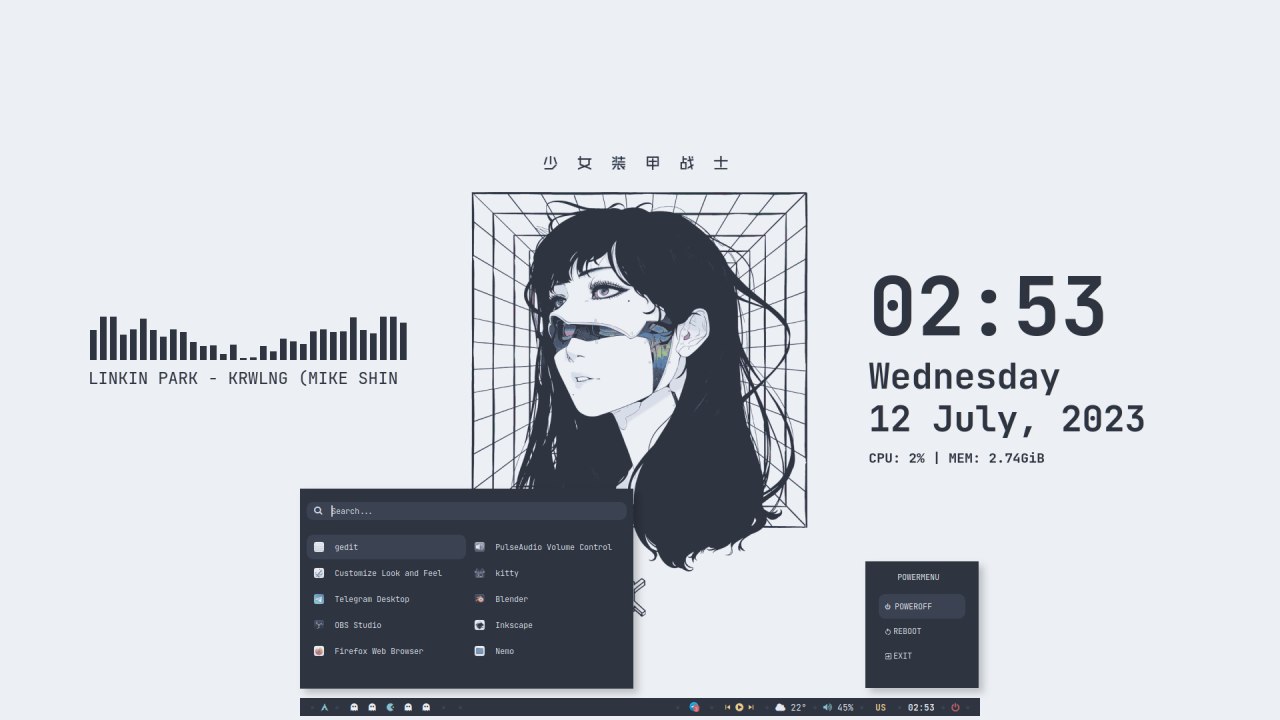 少女装甲战士
LINKIN PARK - KRWLNG (MIKE SHIN
02:53
Wednesday
12 July, 2023
CPU: 2% | MEM: 2.74GiB
Search...
gedit
PulseAudio Volume Control
Customize Look and Feel
kitty
Telegram Desktop
Blender
OBS Studio
Inkscape
Firefox Web Browser
Nemo
POWERMENU
POWEROFF
REBOOT
EXIT
22° 45% US 02:53